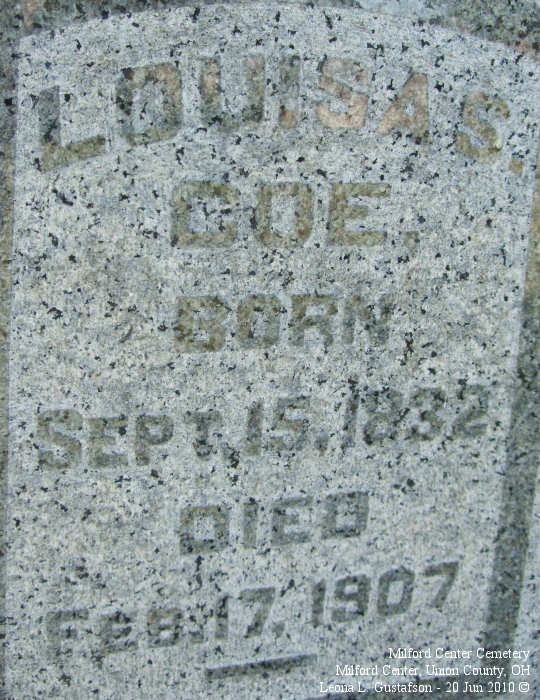 LOUISA S.
COE,
BORN
SEPT. 15, 1832
DIED
FEB. 17, 1907
Milford Center Cemetery
Milford Center, Union County, OH
Leona L. Gustafson - 20 Jun 2010 ©